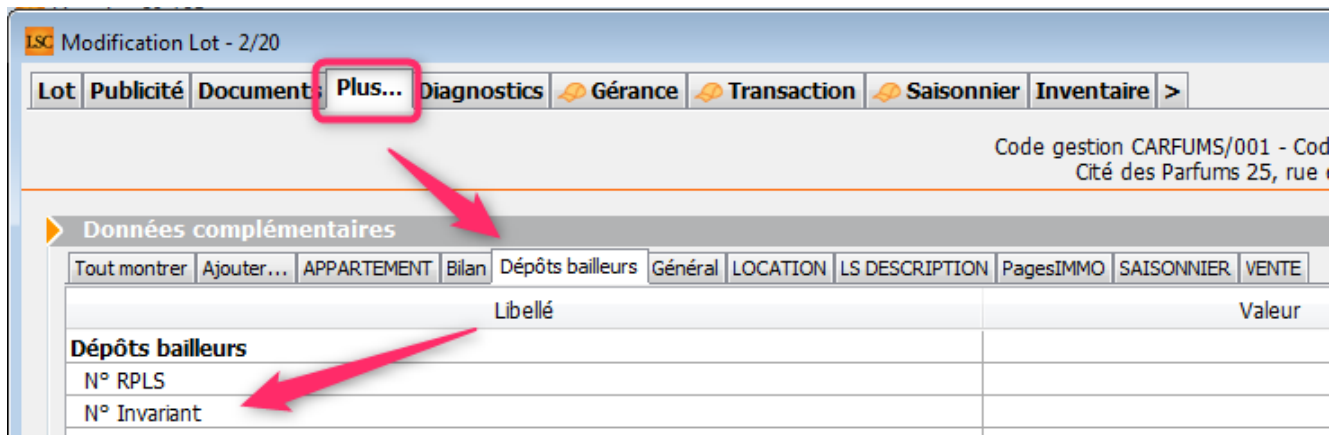 LSC Modification Lot - 2/20
Lot Publicité Documents Plus... Diagnostics Gérance Transaction Saisonnier Inventaire >
Code gestion CARFUMS/001 - Cod
Cité des Parfums 25, rue
Données complémentaires
Tout montrer Ajouter... APPARTEMENT Bilan Dépôts bailleurs Général LOCATION LS DESCRIPTION PagesIMMO SAISONNIER VENTE
Libellé Valeur
Dépôts bailleurs
N° RPLS
N° Invariant